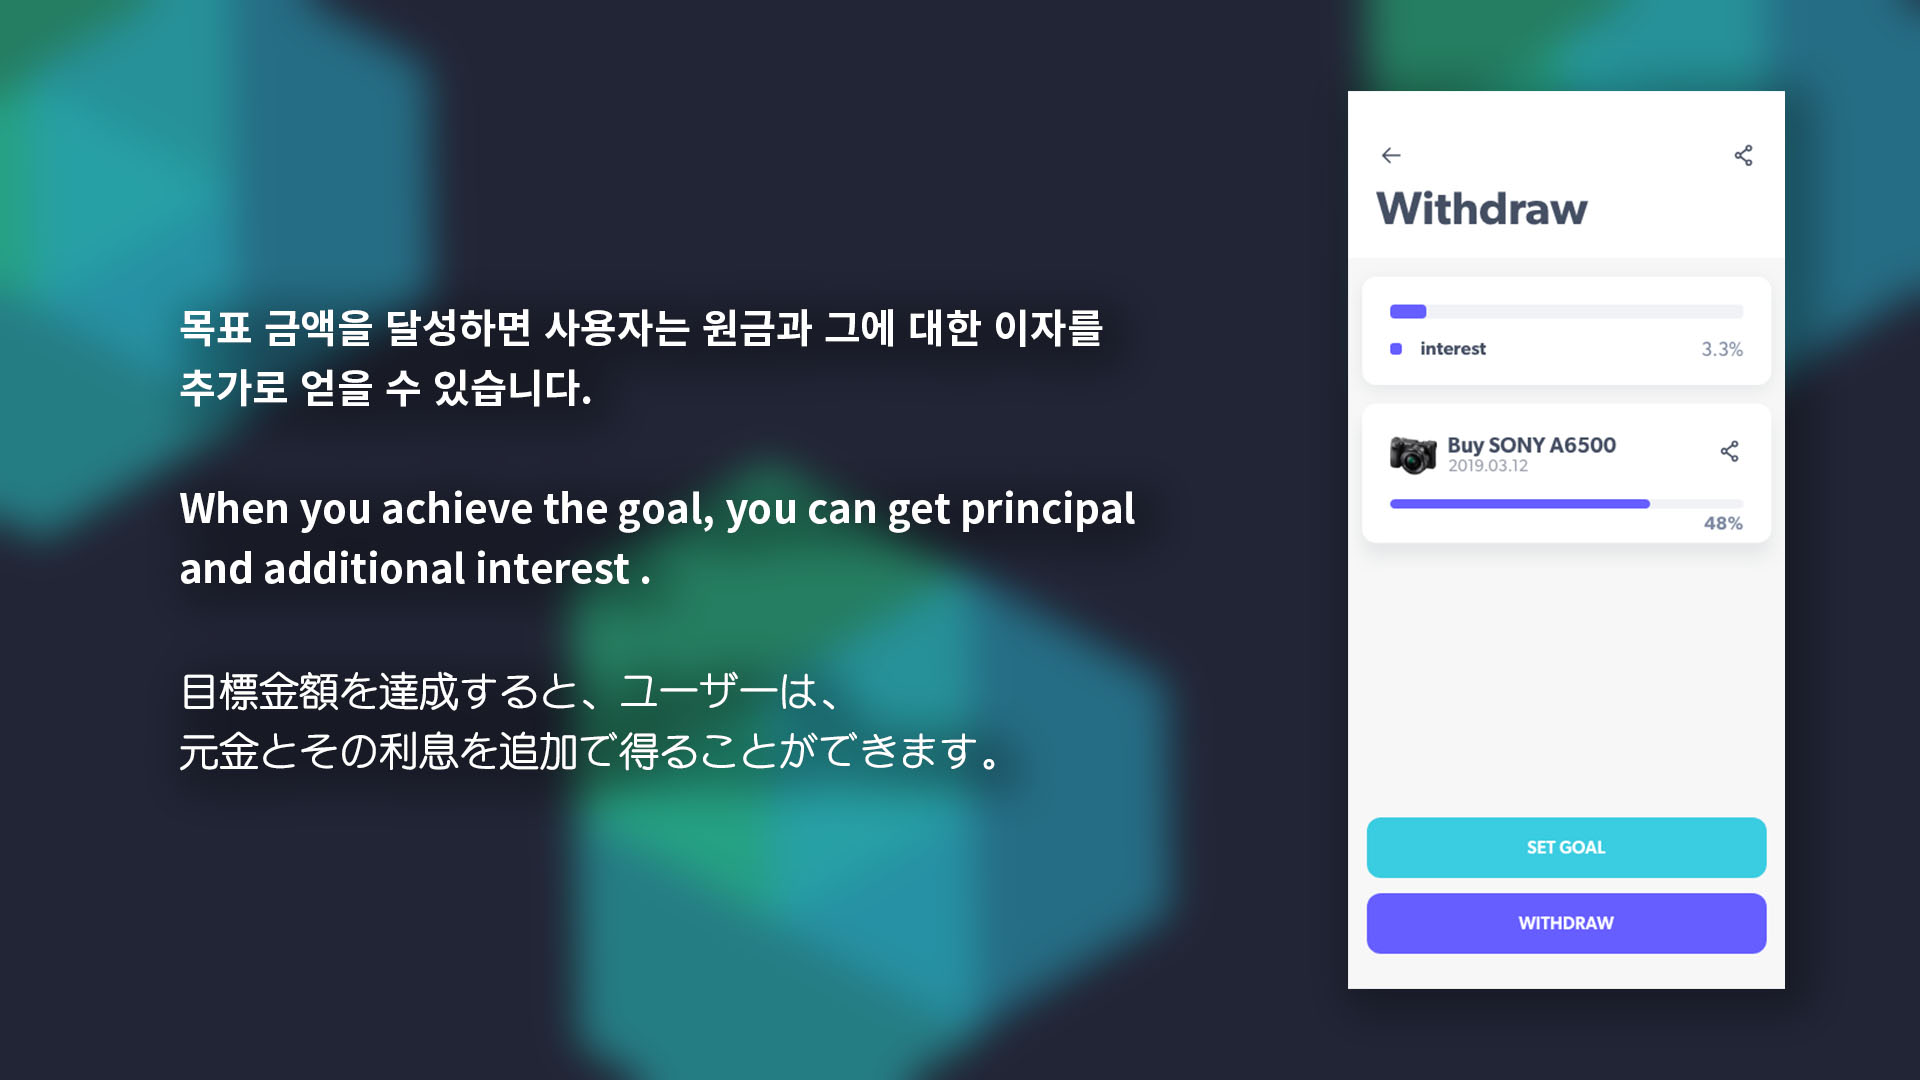 목표 금액을 달성하면 사용자는 원금과 그에 대한 이자를
추가로 얻을 수 있습니다.
When you achieve the goal, you can get principal
and additional interest .
目標金額を達成すると、ユーザーは、
元金とその利息を追加で得ることができます。
Withdraw
interest 3.3%
Buy SONY A6500
2019.03.12
48%
SET GOAL
WITHDRAW